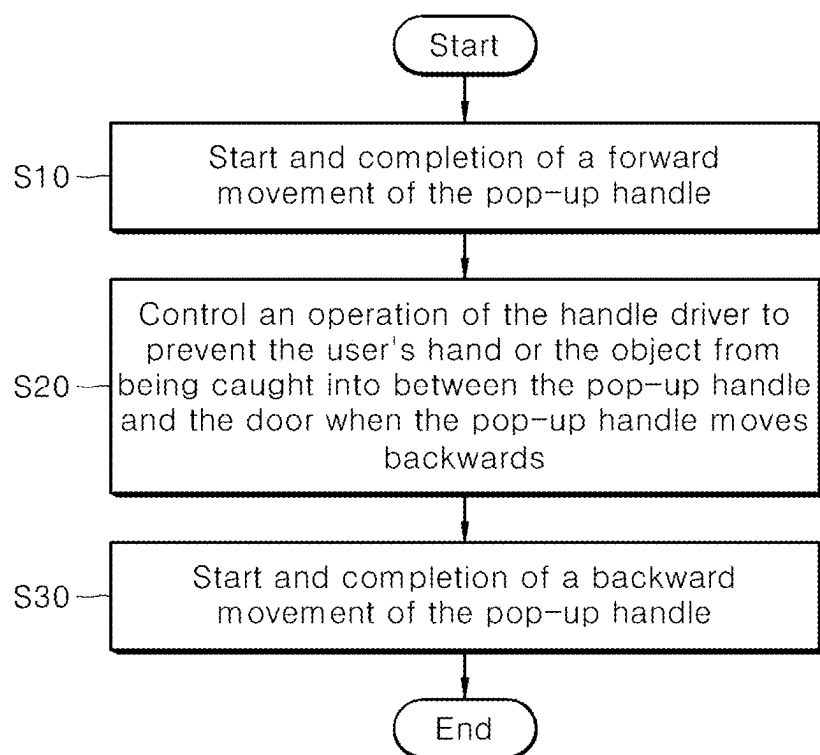 Start
S10
Start and completion of a forward
movement of the pop-up handle
S20
Control an operation of the handle driver to
prevent the user's hand or the object from
being caught into between the pop-up handle
and the door when the pop-up handle moves
backwards
S30
Start and completion of a backward
movement of the pop-up handle
End